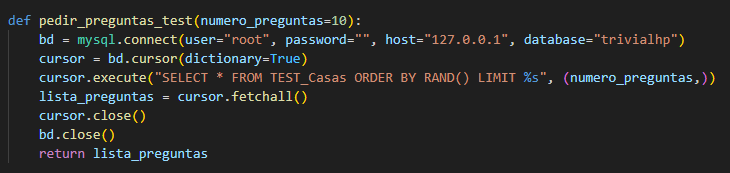 def pedir_preguntas_test(numero_preguntas=10):
    bd = mysql.connect(user="root", password="", host="127.0.0.1", database="trivialhp")
    cursor = bd.cursor(dictionary=True)
    cursor.execute("SELECT * FROM TEST_Casas ORDER BY RAND() LIMIT %s", (numero_preguntas,))
    lista_preguntas = cursor.fetchall()
    cursor.close()
    bd.close()
    return lista_preguntas